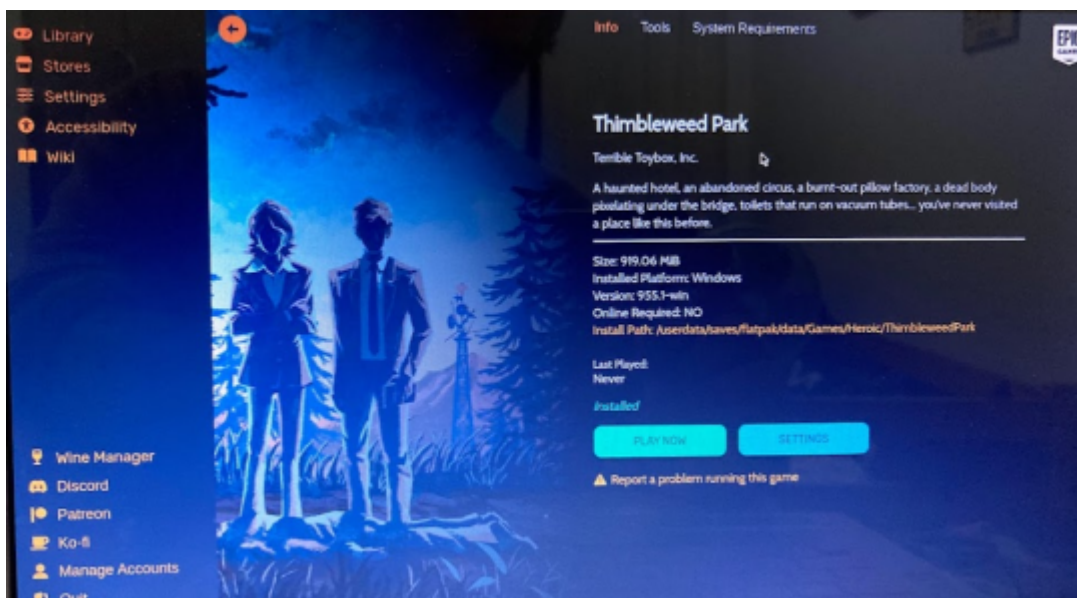 Library
Stores
Settings
Accessibility
Wiki
Wine Manager
Discord
Patreon
Ko-fi
Manage Accounts
Quit
Info Tools System Requirements
EPIC
GAMES
Thimbleweed Park
Terrible Toybox, Inc.
A haunted hotel, an abandoned circus, a burnt-out pillow factory, a dead body
pixelating under the bridge, toilets that run on vacuum tubes... you've never visited
a place like this before.
Size: 919.06 MiB
Installed Platform: Windows
Version: 955.1-win
Online Required: NO
Install Path: /userdata/saves/flatpak/data/Games/Heroic/ThimbleweedPark
Last Played:
Never
Installed
PLAY NOW SETTINGS
Report a problem running this game